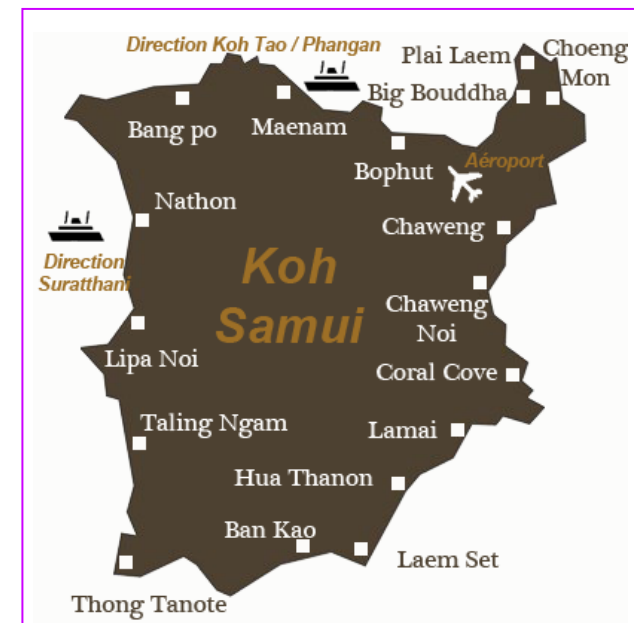 Direction Koh Tao / Phangan
Plai Laem
Choeng
Mon
Big Bouddha
Bang po
Maenam
Bophut
Aéroport
Nathon
Chaweng
Direction
Suratthani
Koh
Samui
Chaweng
Noi
Lipa Noi
Coral Cove
Taling Ngam
Lamai
Hua Thanon
Ban Kao
Laem Set
Thong Tanote